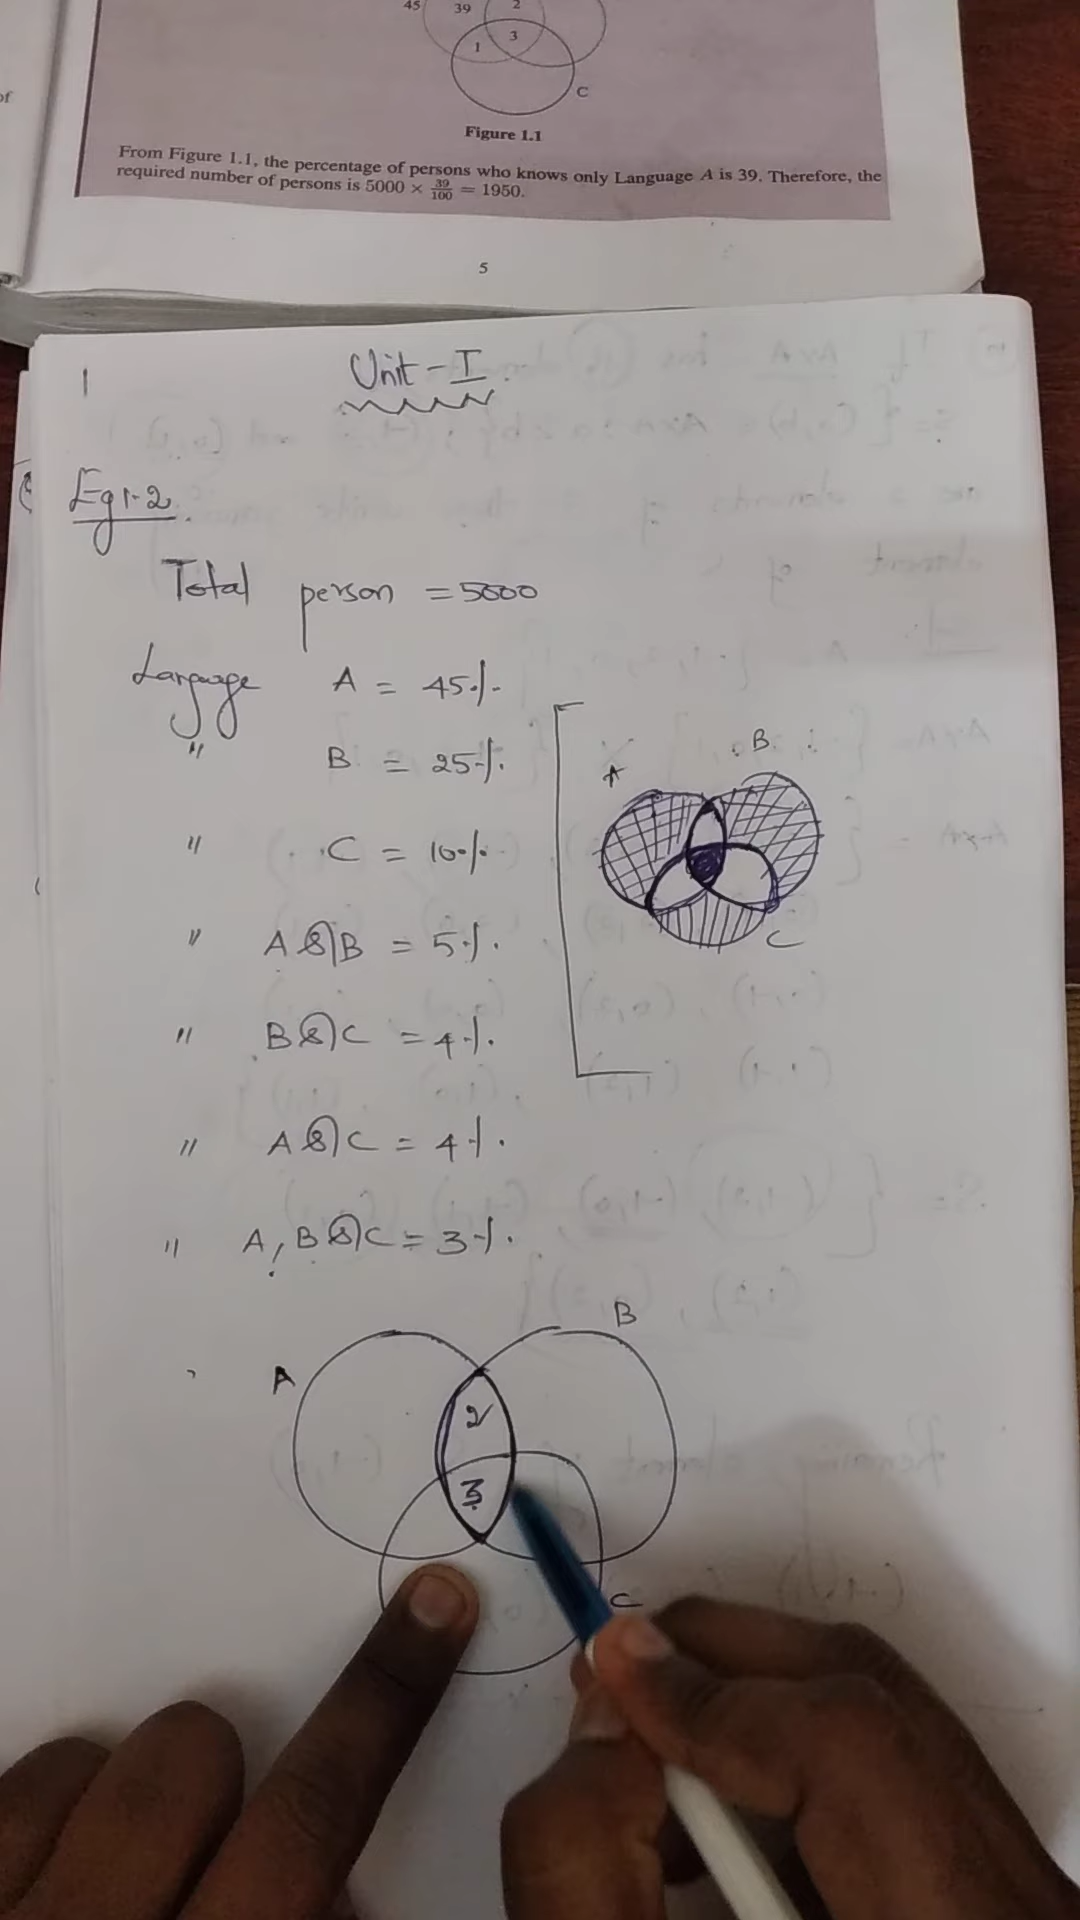 45 39 2
1 3
C
of
Figure 1.1
From Figure 1.1, the percentage of persons who knows only Language A is 39. Therefore, the
required number of persons is 5000 × 39/100 = 1950.
5
1
Unit - I
Eg 1.2
Total person = 5000
Language A = 45%.
" B = 25%.
" C = 10%.
" A & B = 5%.
" B & C = 4%.
" A & C = 4%.
" A, B & C = 3%.
A B
C
A B
2
3
C